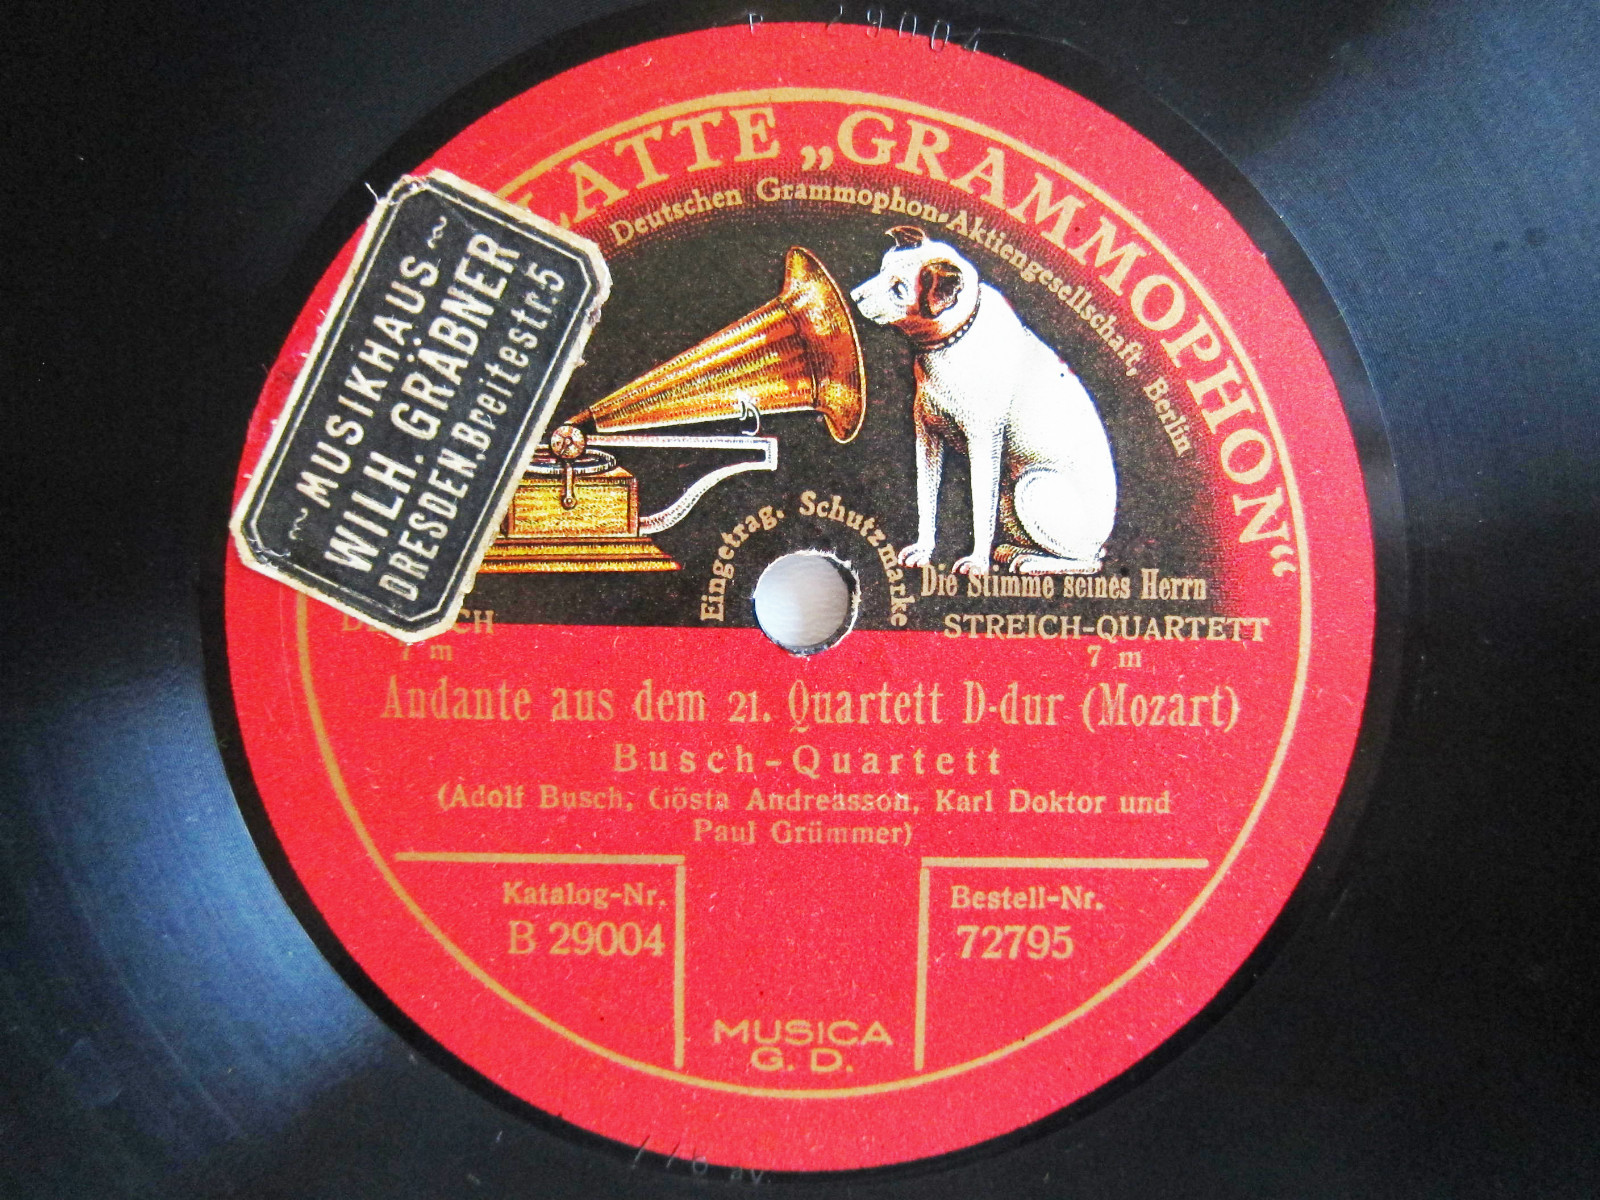 B 29004
LATTE „GRAMMOPHON“
Deutschen Grammophon-Aktiengesellschaft, Berlin
~ MUSIKHAUS ~
WILH. GRÄBNER
DRESDEN, Breitestr. 5
Eingetrag. Schutzmarke
Die Stimme seines Herrn
STREICH-QUARTETT
7 m
7 m
Andante aus dem 21. Quartett D-dur (Mozart)
Busch-Quartett
(Adolf Busch, Gösta Andreasson, Karl Doktor und
Paul Grümmer)
Katalog-Nr.
B 29004
Bestell-Nr.
72795
MUSICA
G. D.